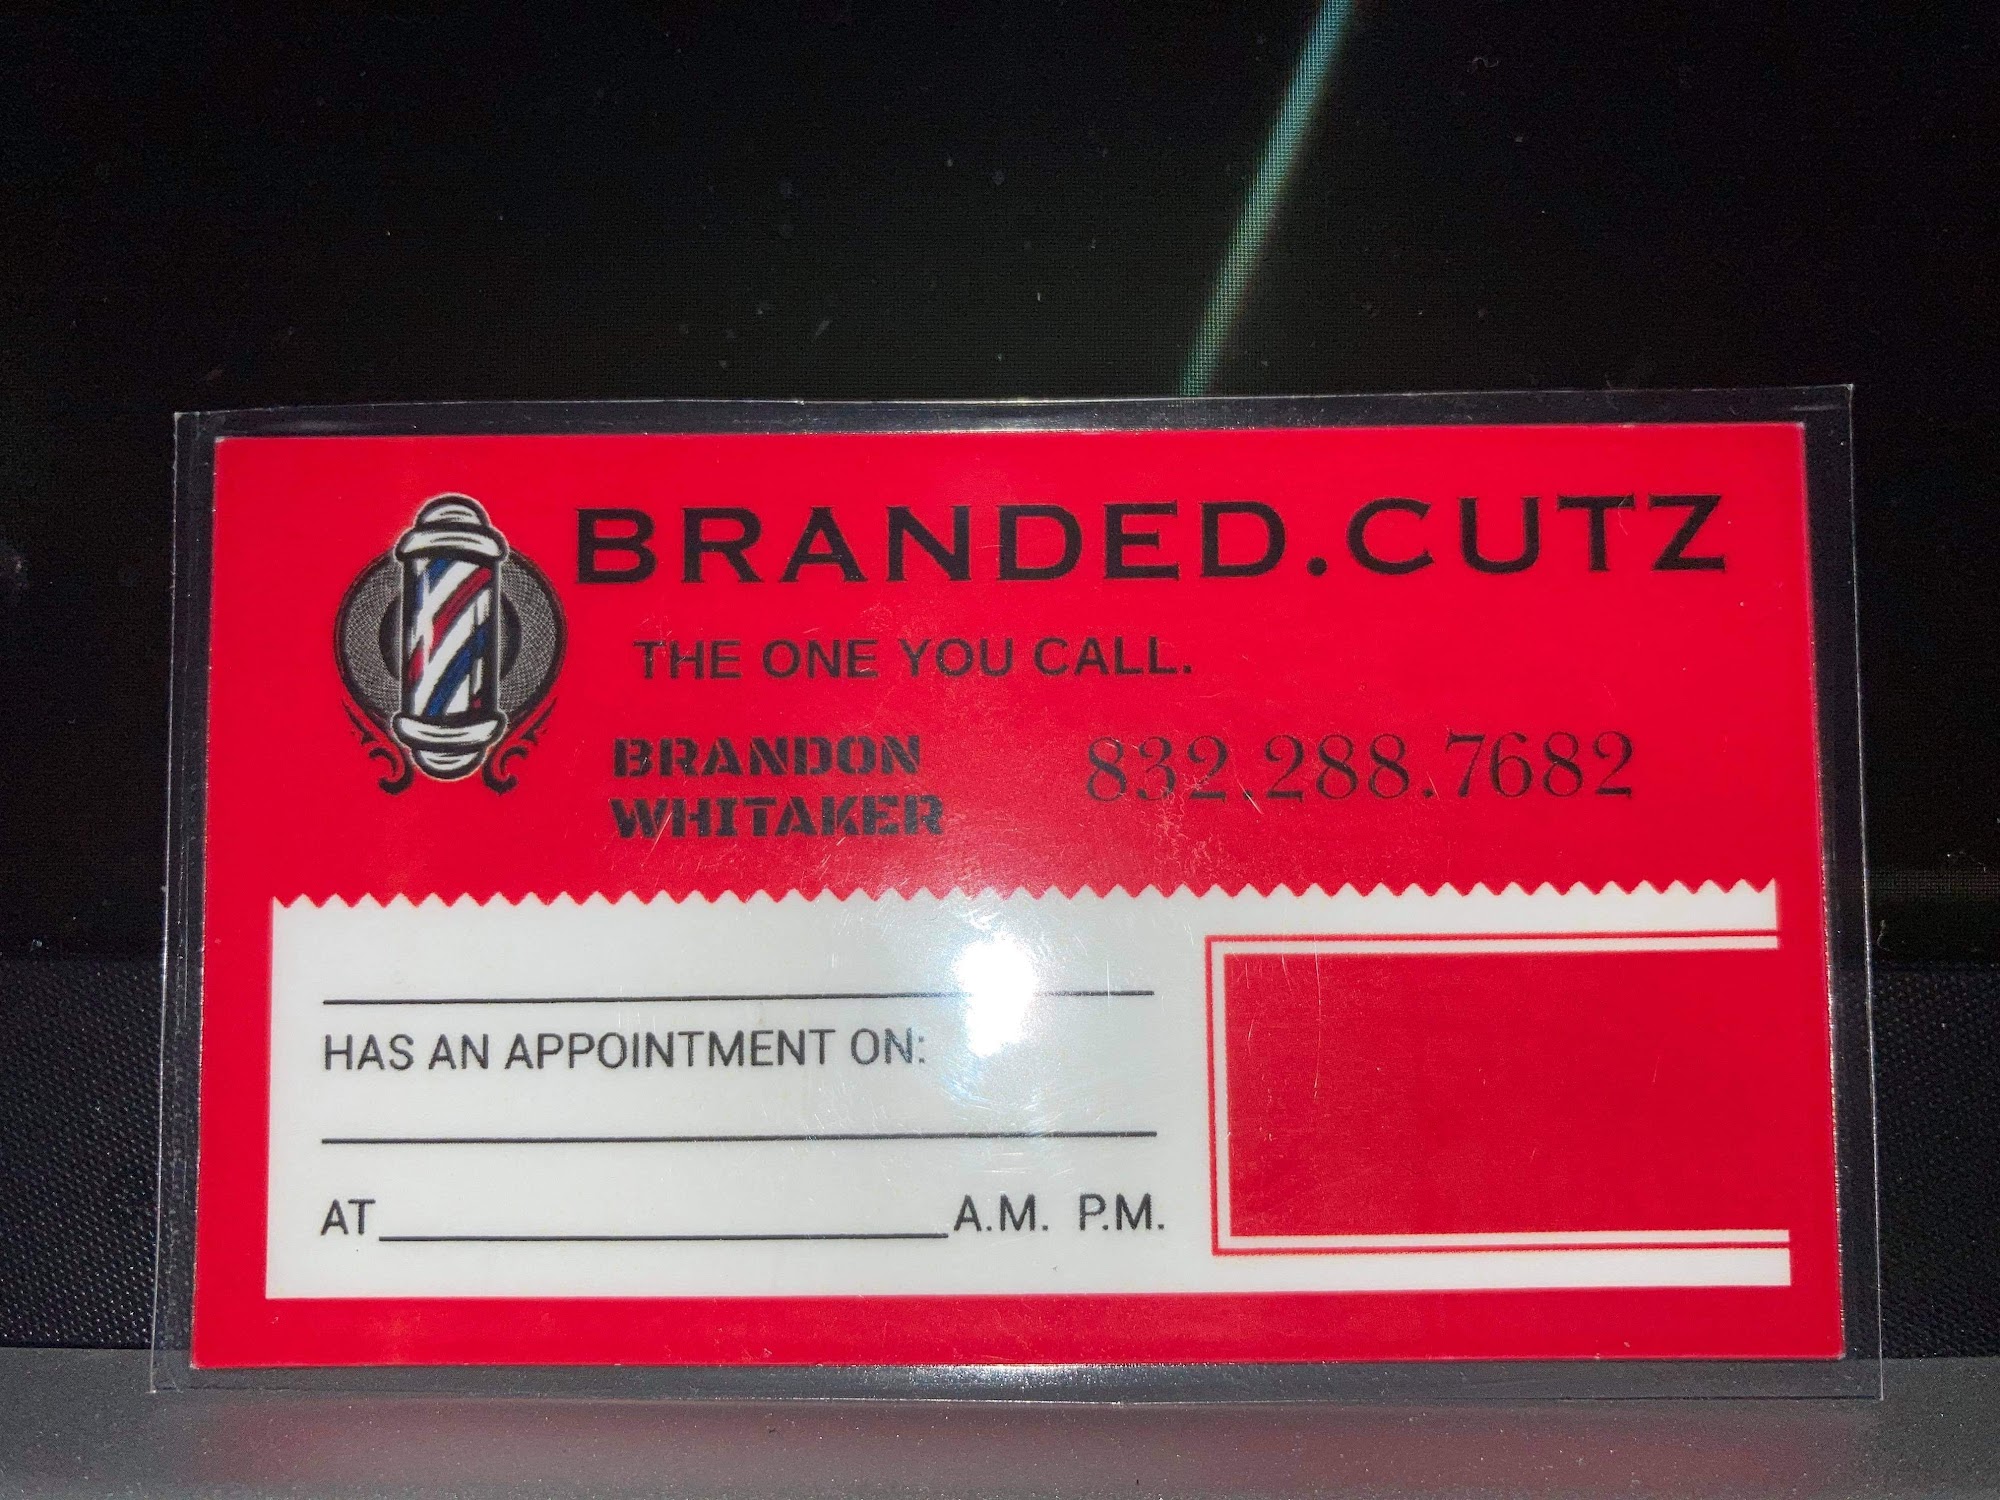 BRANDED.CUTZ
THE ONE YOU CALL.
BRANDON
WHITAKER
832.288.7682
HAS AN APPOINTMENT ON:
AT A.M. P.M.